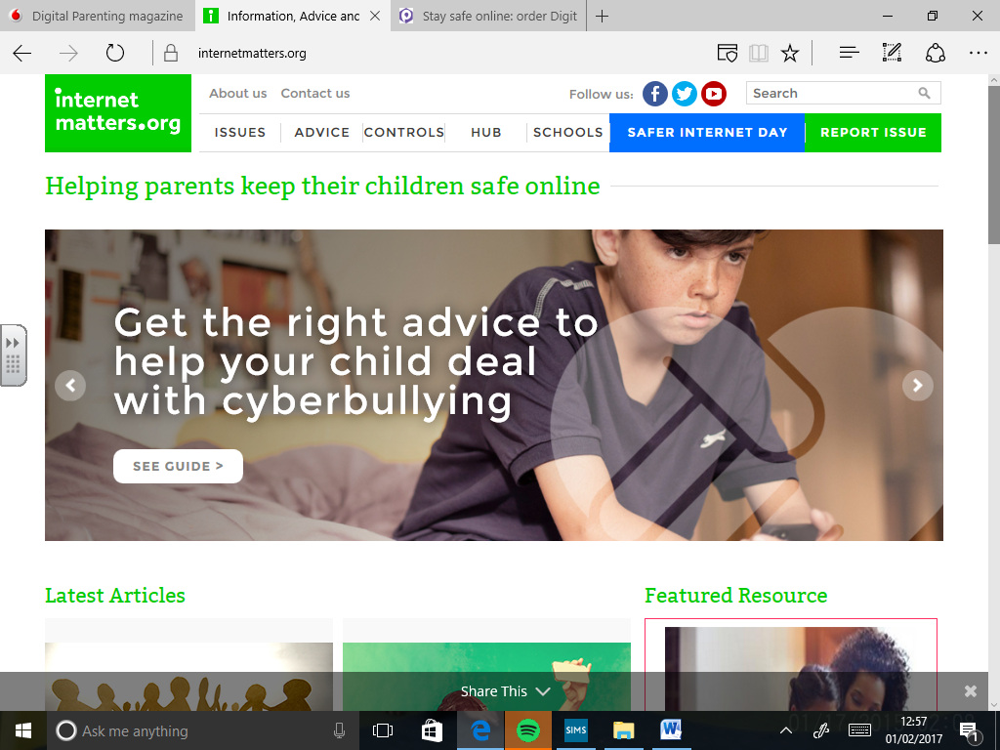 Digital Parenting magazine
Information, Advice and
Stay safe online: order Digit
internetmatters.org
internet
matters.org
About us Contact us
Follow us:
Search
ISSUES ADVICE CONTROLS HUB SCHOOLS SAFER INTERNET DAY REPORT ISSUE
Helping parents keep their children safe online
Get the right advice to
help your child deal
with cyberbullying
SEE GUIDE >
Latest Articles
Featured Resource
Share This
Ask me anything
SIMS
12:57
01/02/2017
1